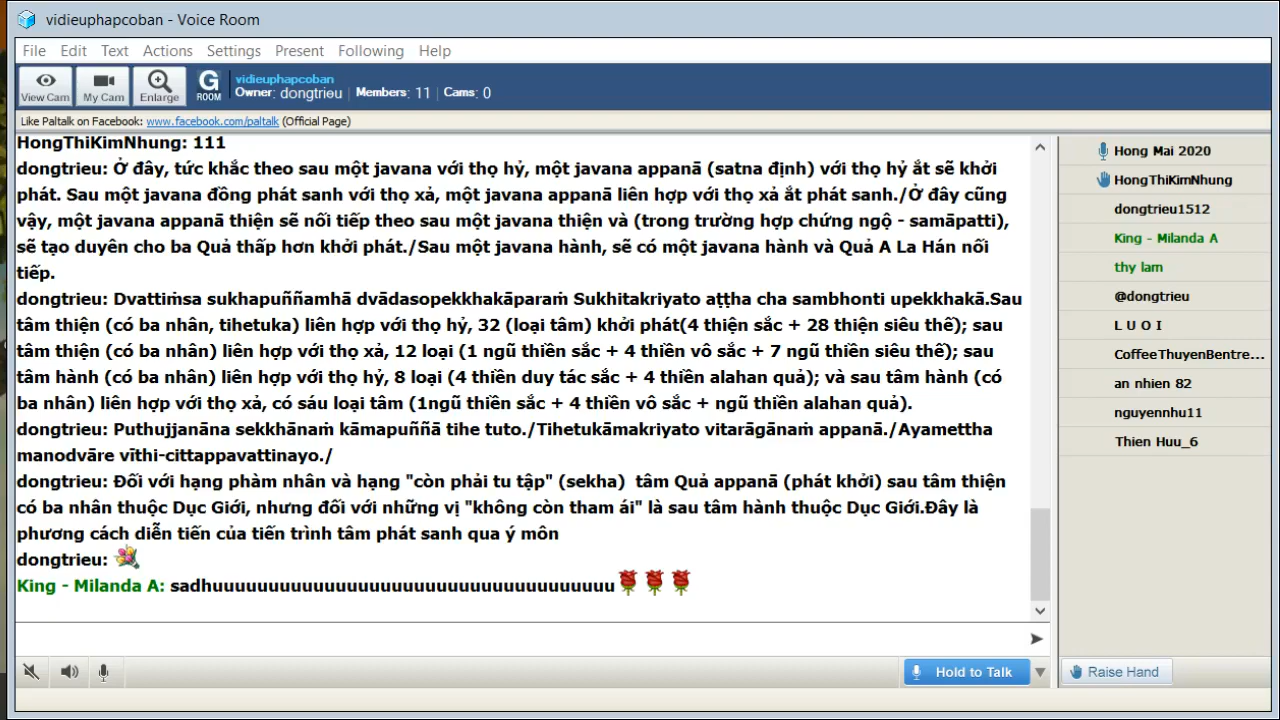 vidieuphapcoban - Voice Room
File Edit Text Actions Settings Present Following Help
View Cam My Cam Enlarge G ROOM vidieuphapcoban
Owner: dongtrieu Members: 11 Cams: 0
Like Paltalk on Facebook: www.facebook.com/paltalk (Official Page)
HongThiKimNhung: 111
dongtrieu: Ở đây, tức khắc theo sau một javana với thọ hỷ, một javana appanā (satna định) với thọ hỷ ắt sẽ khởi
phát. Sau một javana đồng phát sanh với thọ xả, một javana appanā liên hợp với thọ xả ắt phát sanh./Ở đây cũng
vậy, một javana appanā thiện sẽ nối tiếp theo sau một javana thiện và (trong trường hợp chứng ngộ - samāpatti),
sẽ tạo duyên cho ba Quả thấp hơn khởi phát./Sau một javana hành, sẽ có một javana hành và Quả A La Hán nối
tiếp.
dongtrieu: Dvattiṁsa sukhapuññamhā dvādasopekkhakāparaṁ Sukhitakriyato aṭṭha cha sambhonti upekkhakā.Sau
tâm thiện (có ba nhân, tihetuka) liên hợp với thọ hỷ, 32 (loại tâm) khởi phát(4 thiện sắc + 28 thiện siêu thế); sau
tâm thiện (có ba nhân) liên hợp với thọ xả, 12 loại (1 ngũ thiền sắc + 4 thiền vô sắc + 7 ngũ thiền siêu thế); sau
tâm hành (có ba nhân) liên hợp với thọ hỷ, 8 loại (4 thiền duy tác sắc + 4 thiền alahan quả); và sau tâm hành (có
ba nhân) liên hợp với thọ xả, có sáu loại tâm (1ngũ thiền sắc + 4 thiền vô sắc + ngũ thiền alahan quả).
dongtrieu: Puthujjanāna sekkhānaṁ kāmapuññā tihe tuto./Tihetukāmakriyato vitarāgānaṁ appanā./Ayamettha
manodvāre vīthi-cittappavattinayo./
dongtrieu: Đối với hạng phàm nhân và hạng "còn phải tu tập" (sekha) tâm Quả appanā (phát khởi) sau tâm thiện
có ba nhân thuộc Dục Giới, nhưng đối với những vị "không còn tham ái" là sau tâm hành thuộc Dục Giới.Đây là
phương cách diễn tiến của tiến trình tâm phát sanh qua ý môn
dongtrieu:
King - Milanda A: sadhuuuuuuuuuuuuuuuuuuuuuuuuuuuuuuuuuuuu
Hold to Talk
Hong Mai 2020
HongThiKimNhung
dongtrieu1512
King - Milanda A
thy lam
@dongtrieu
L U O I
CoffeeThuyenBentre...
an nhien 82
nguyennhu11
Thien Huu_6
Raise Hand